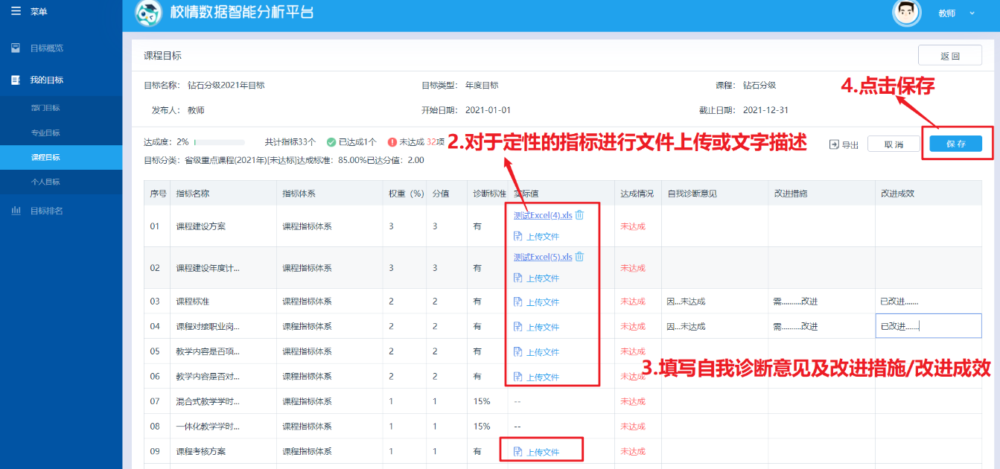 菜单
校情数据智能分析平台
教师
目标概览
我的目标
部门目标
专业目标
课程目标
个人目标
目标排名
课程目标
返 回
目标名称： 钻石分级2021年目标 目标类型： 年度目标 课程： 钻石分级
4.点击保存
发布人： 教师 开始日期： 2021-01-01 截止日期： 2021-12-31
达成度：2% 共计指标33个 已达成1个 未达成 32项
2.对于定性的指标进行文件上传或文字描述
导出 取 消 保 存
目标分类：省级重点课程(2021年)[未达标]达成标准：85.00%已达分值：2.00
序号 指标名称 指标体系 权重（%） 分值 诊断标准 实际值 达成情况 自我诊断意见 改进措施 改进成效
01 课程建设方案 课程指标体系 3 3 有 测试Excel(4).xls 未达成
上传文件
02 课程建设年度计... 课程指标体系 3 3 有 测试Excel(5).xls 未达成
上传文件
03 课程标准 课程指标体系 2 2 有 上传文件 未达成 因...未达成 需..........改进 已改进.......
04 课程对接职业岗... 课程指标体系 2 2 有 上传文件 未达成 因...未达成 需..........改进 已改进.......
05 教学内容是否项... 课程指标体系 2 2 有 上传文件 未达成
3.填写自我诊断意见及改进措施/改进成效
06 教学内容是否对... 课程指标体系 2 2 有 上传文件 未达成
07 混合式教学学时... 课程指标体系 1 1 15% -- 未达成
08 一体化教学学时... 课程指标体系 1 1 15% -- 未达成
09 课程考核方案 课程指标体系 1 1 有 上传文件 未达成